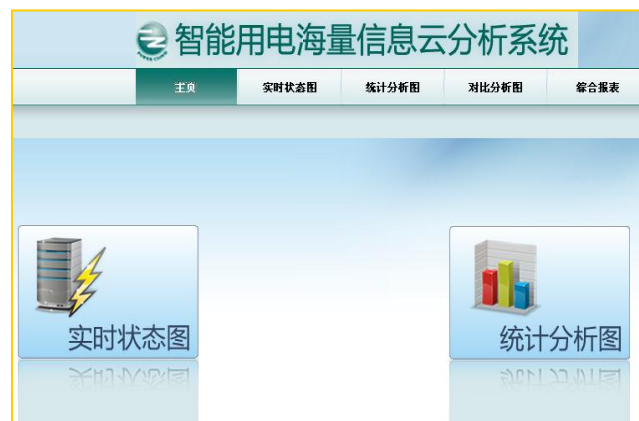 智能用电海量信息云分析系统
主页 实时状态图 统计分析图 对比分析图 综合报表
实时状态图 统计分析图